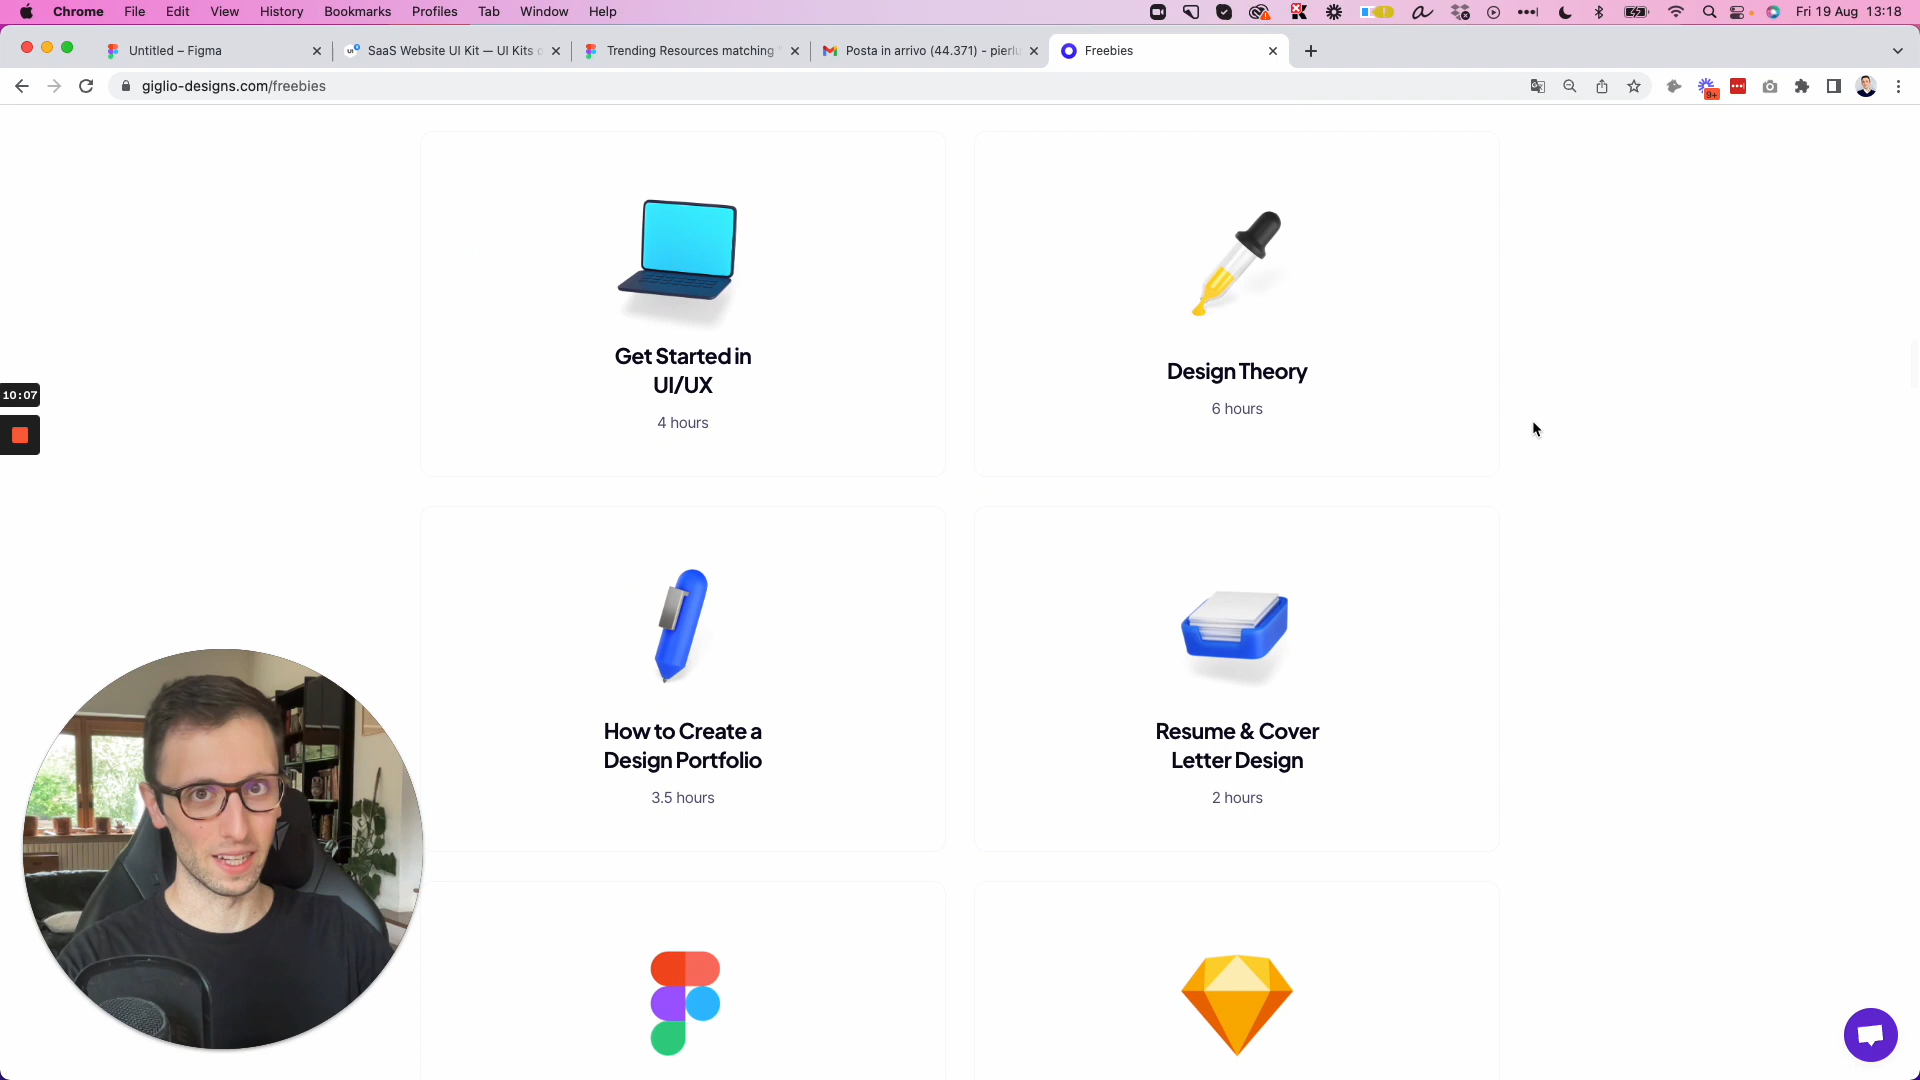 Chrome File Edit View History Bookmarks Profiles Tab Window Help Fri 19 Aug 13:18
Untitled – Figma
SaaS Website UI Kit — UI Kits
Trending Resources matching
Posta in arrivo (44.371) - pierlu
Freebies
giglio-designs.com/freebies
9+
Get Started in
UI/UX
4 hours
Design Theory
6 hours
10:07
How to Create a
Design Portfolio
3.5 hours
Resume & Cover
Letter Design
2 hours